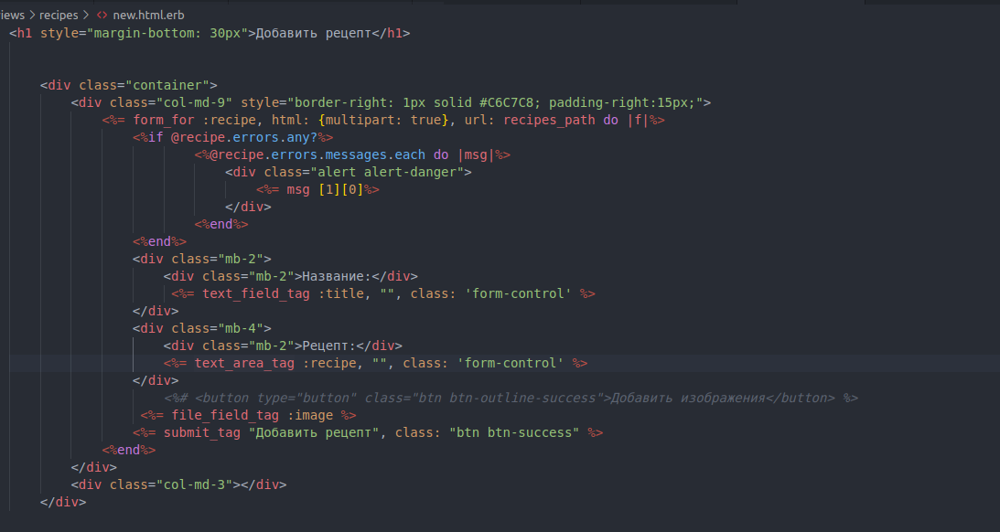 iews > recipes > <> new.html.erb
<h1 style="margin-bottom: 30px">Добавить рецепт</h1>
<div class="container">
<div class="col-md-9" style="border-right: 1px solid #C6C7C8; padding-right:15px;">
<%= form_for :recipe, html: {multipart: true}, url: recipes_path do |f|%>
<%if @recipe.errors.any?%>
<%@recipe.errors.messages.each do |msg|%>
<div class="alert alert-danger">
<%= msg [1][0]%>
</div>
<%end%>
<%end%>
<div class="mb-2">
<div class="mb-2">Название:</div>
<%= text_field_tag :title, "", class: 'form-control' %>
</div>
<div class="mb-4">
<div class="mb-2">Рецепт:</div>
<%= text_area_tag :recipe, "", class: 'form-control' %>
</div>
<%# <button type="button" class="btn btn-outline-success">Добавить изображения</button> %>
<%= file_field_tag :image %>
<%= submit_tag "Добавить рецепт", class: "btn btn-success" %>
<%end%>
</div>
<div class="col-md-3"></div>
</div>